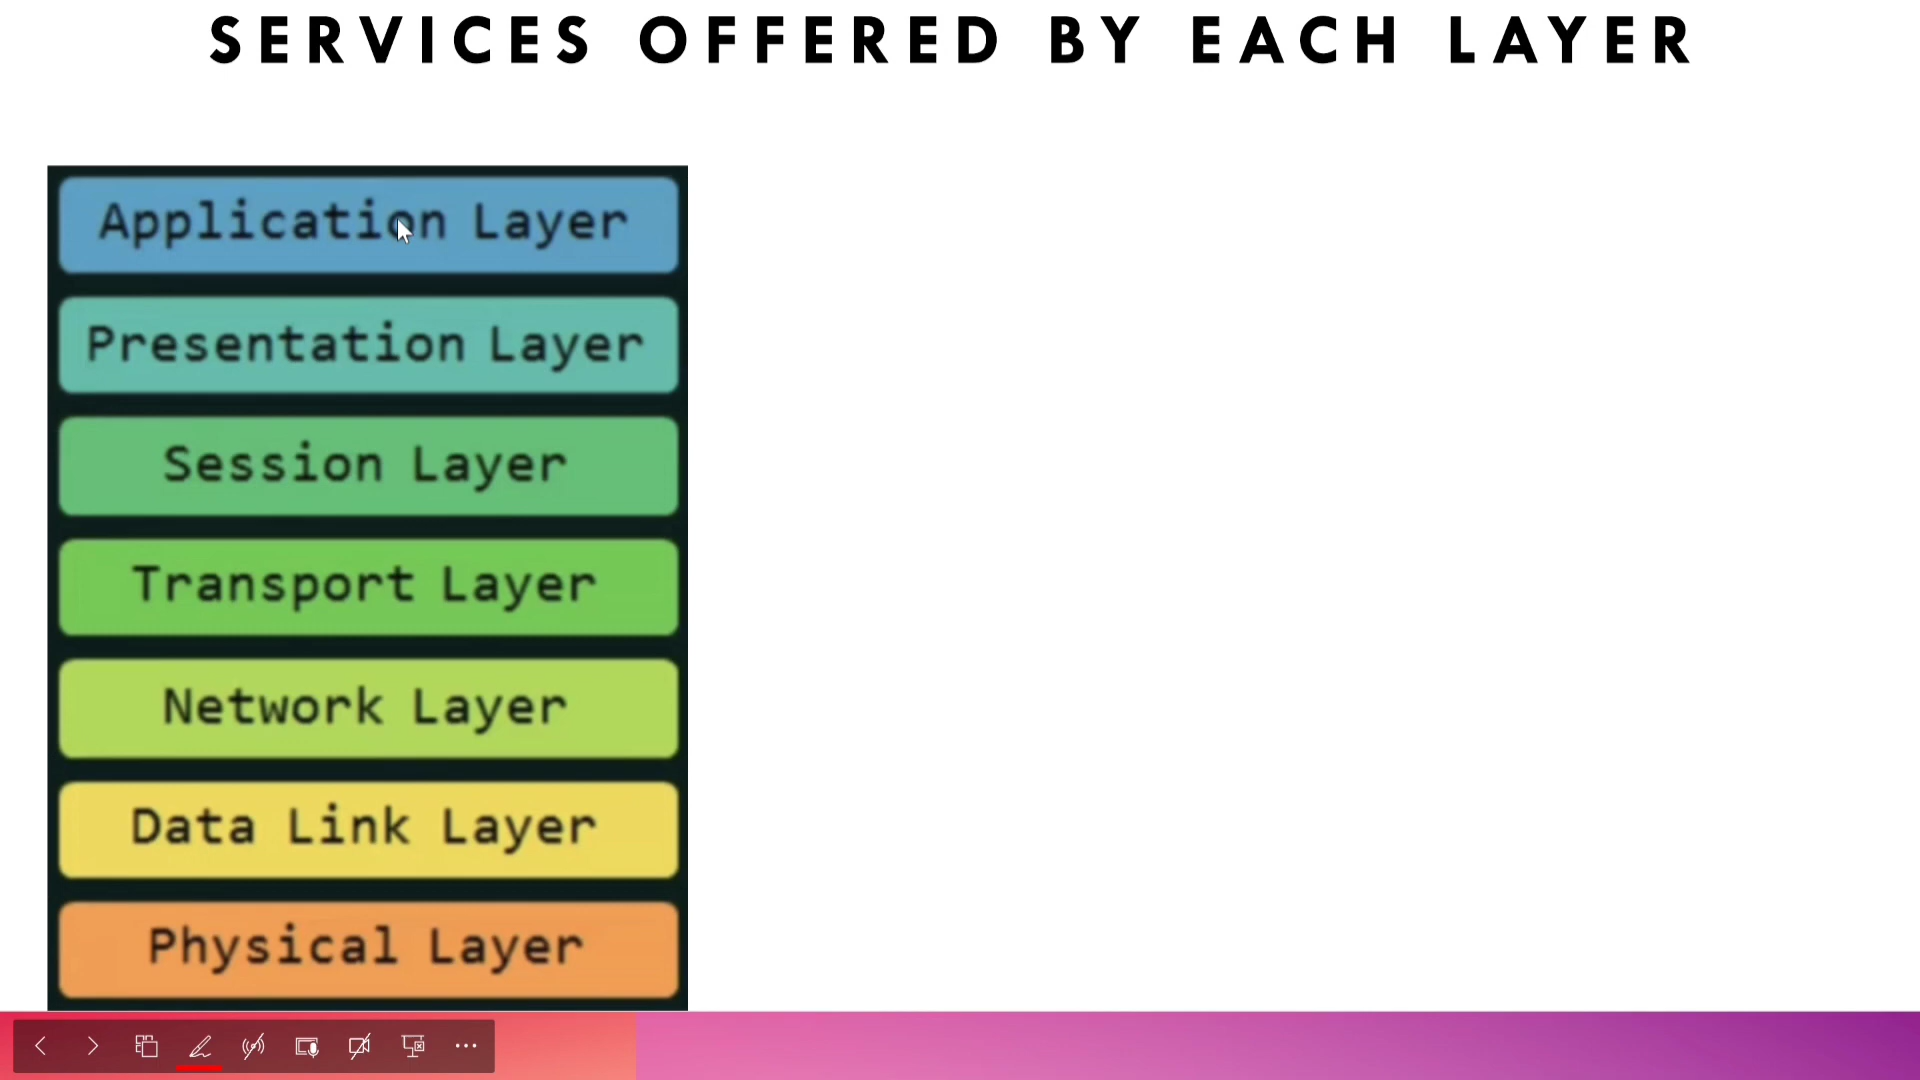 SERVICES OFFERED BY EACH LAYER
Application Layer
Presentation Layer
Session Layer
Transport Layer
Network Layer
Data Link Layer
Physical Layer